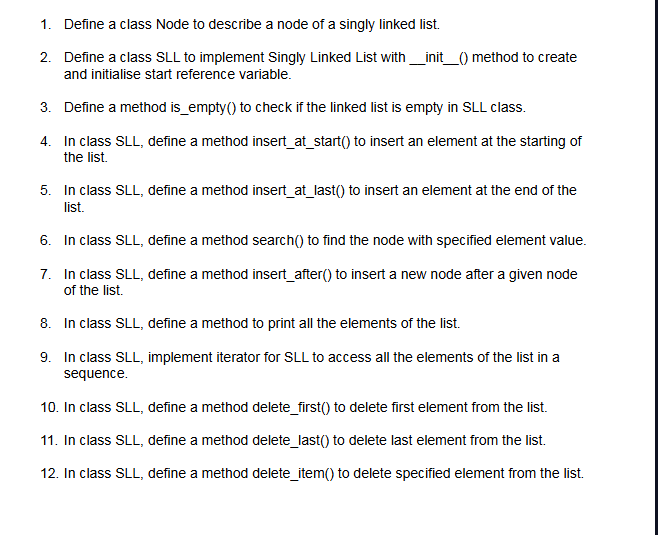 1. Define a class Node to describe a node of a singly linked list.
2. Define a class SLL to implement Singly Linked List with __init__() method to create
and initialise start reference variable.
3. Define a method is_empty() to check if the linked list is empty in SLL class.
4. In class SLL, define a method insert_at_start() to insert an element at the starting of
the list.
5. In class SLL, define a method insert_at_last() to insert an element at the end of the
list.
6. In class SLL, define a method search() to find the node with specified element value.
7. In class SLL, define a method insert_after() to insert a new node after a given node
of the list.
8. In class SLL, define a method to print all the elements of the list.
9. In class SLL, implement iterator for SLL to access all the elements of the list in a
sequence.
10. In class SLL, define a method delete_first() to delete first element from the list.
11. In class SLL, define a method delete_last() to delete last element from the list.
12. In class SLL, define a method delete_item() to delete specified element from the list.